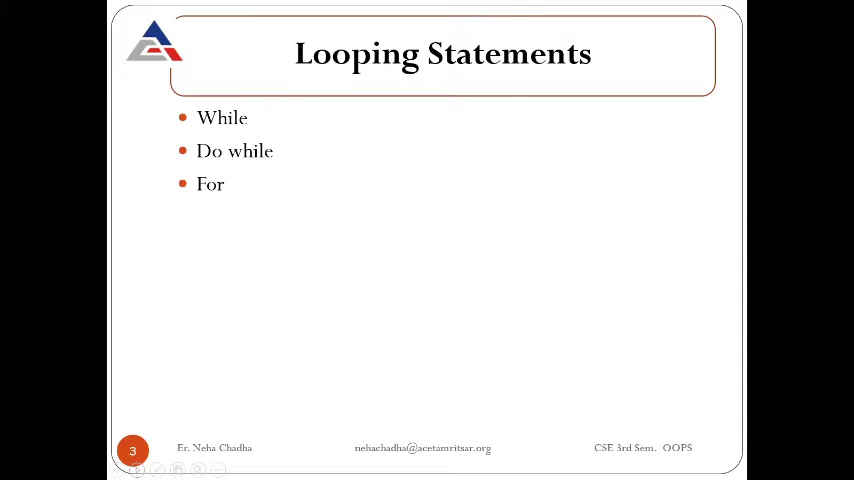 Looping Statements
While
Do while
For
3 Er. Neha Chadha nehachadha@acetamritsar.org CSE 3rd Sem. OOPS